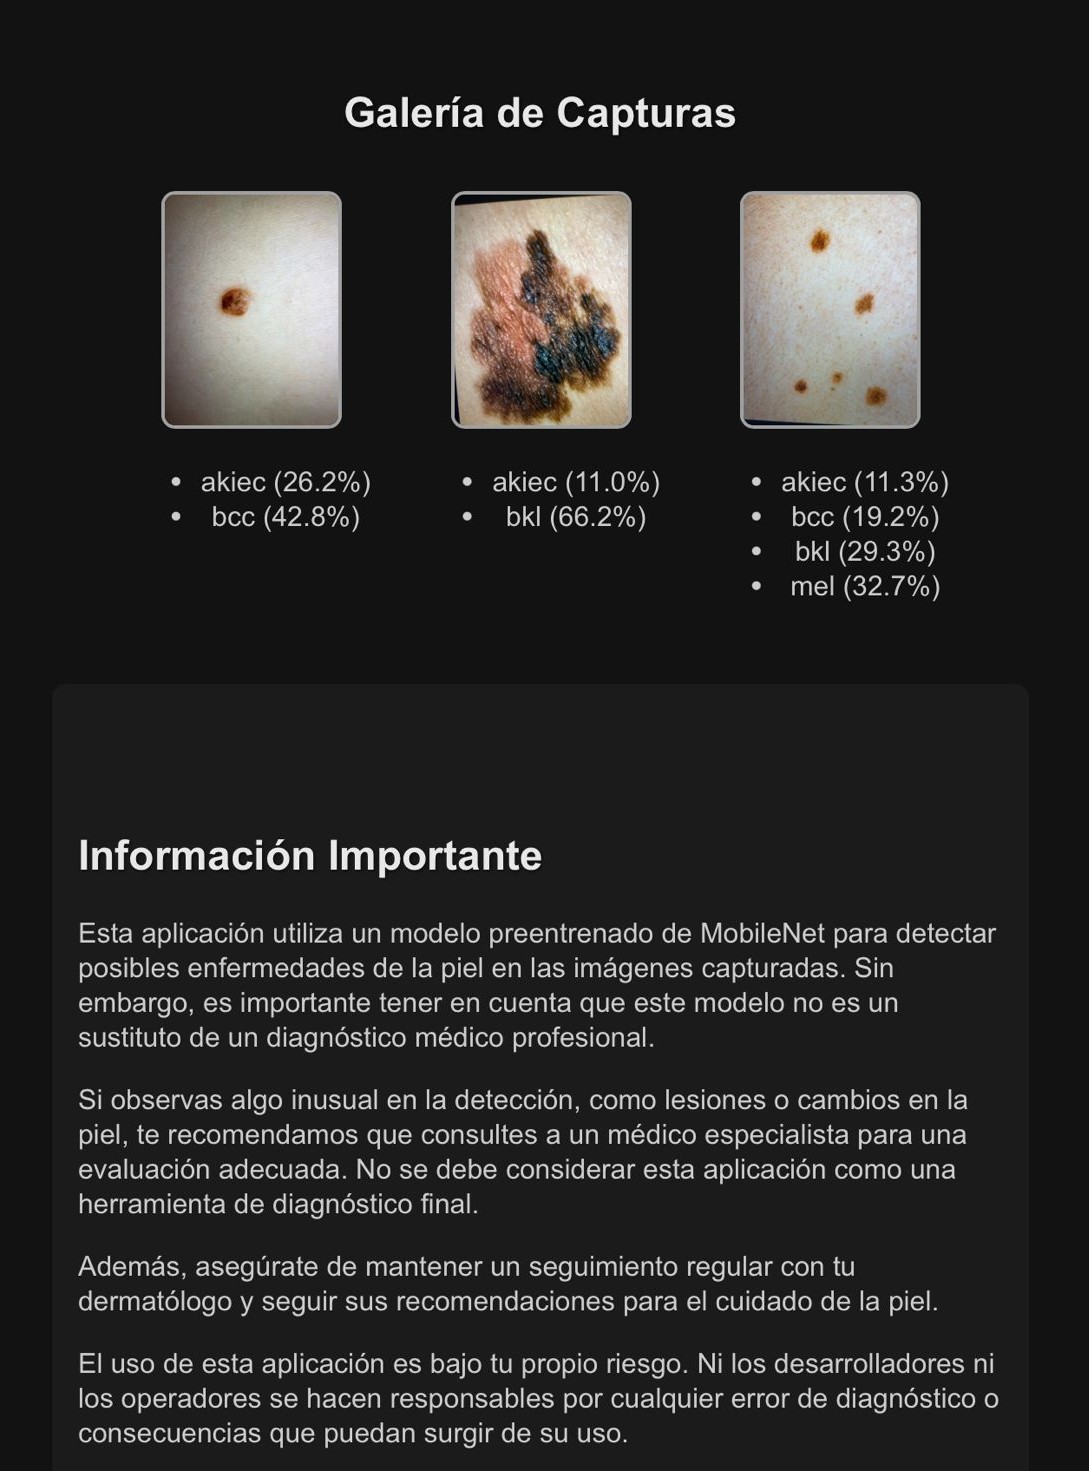 Galería de Capturas
akiec (26.2%)
bcc (42.8%)
akiec (11.0%)
bkl (66.2%)
akiec (11.3%)
bcc (19.2%)
bkl (29.3%)
mel (32.7%)
Información Importante
Esta aplicación utiliza un modelo preentrenado de MobileNet para detectar
posibles enfermedades de la piel en las imágenes capturadas. Sin
embargo, es importante tener en cuenta que este modelo no es un
sustituto de un diagnóstico médico profesional.
Si observas algo inusual en la detección, como lesiones o cambios en la
piel, te recomendamos que consultes a un médico especialista para una
evaluación adecuada. No se debe considerar esta aplicación como una
herramienta de diagnóstico final.
Además, asegúrate de mantener un seguimiento regular con tu
dermatólogo y seguir sus recomendaciones para el cuidado de la piel.
El uso de esta aplicación es bajo tu propio riesgo. Ni los desarrolladores ni
los operadores se hacen responsables por cualquier error de diagnóstico o
consecuencias que puedan surgir de su uso.